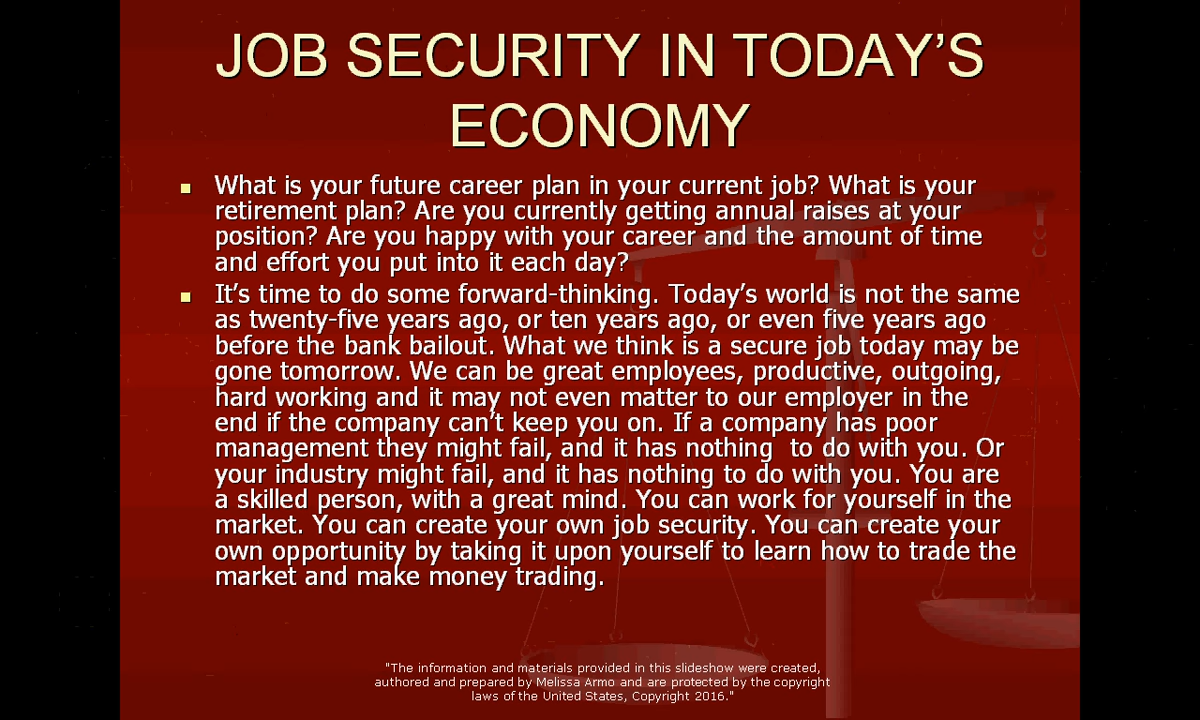 JOB SECURITY IN TODAY’S
ECONOMY
What is your future career plan in your current job? What is your
retirement plan? Are you currently getting annual raises at your
position? Are you happy with your career and the amount of time
and effort you put into it each day?
It’s time to do some forward-thinking. Today’s world is not the same
as twenty-five years ago, or ten years ago, or even five years ago
before the bank bailout. What we think is a secure job today may be
gone tomorrow. We can be great employees, productive, outgoing,
hard working and it may not even matter to our employer in the
end if the company can’t keep you on. If a company has poor
management they might fail, and it has nothing  to do with you. Or
your industry might fail, and it has nothing to do with you. You are
a skilled person, with a great mind. You can work for yourself in the
market. You can create your own job security. You can create your
own opportunity by taking it upon yourself to learn how to trade the
market and make money trading.
"The information and materials provided in this slideshow were created,
authored and prepared by Melissa Armo and are protected by the copyright
laws of the United States, Copyright 2016."